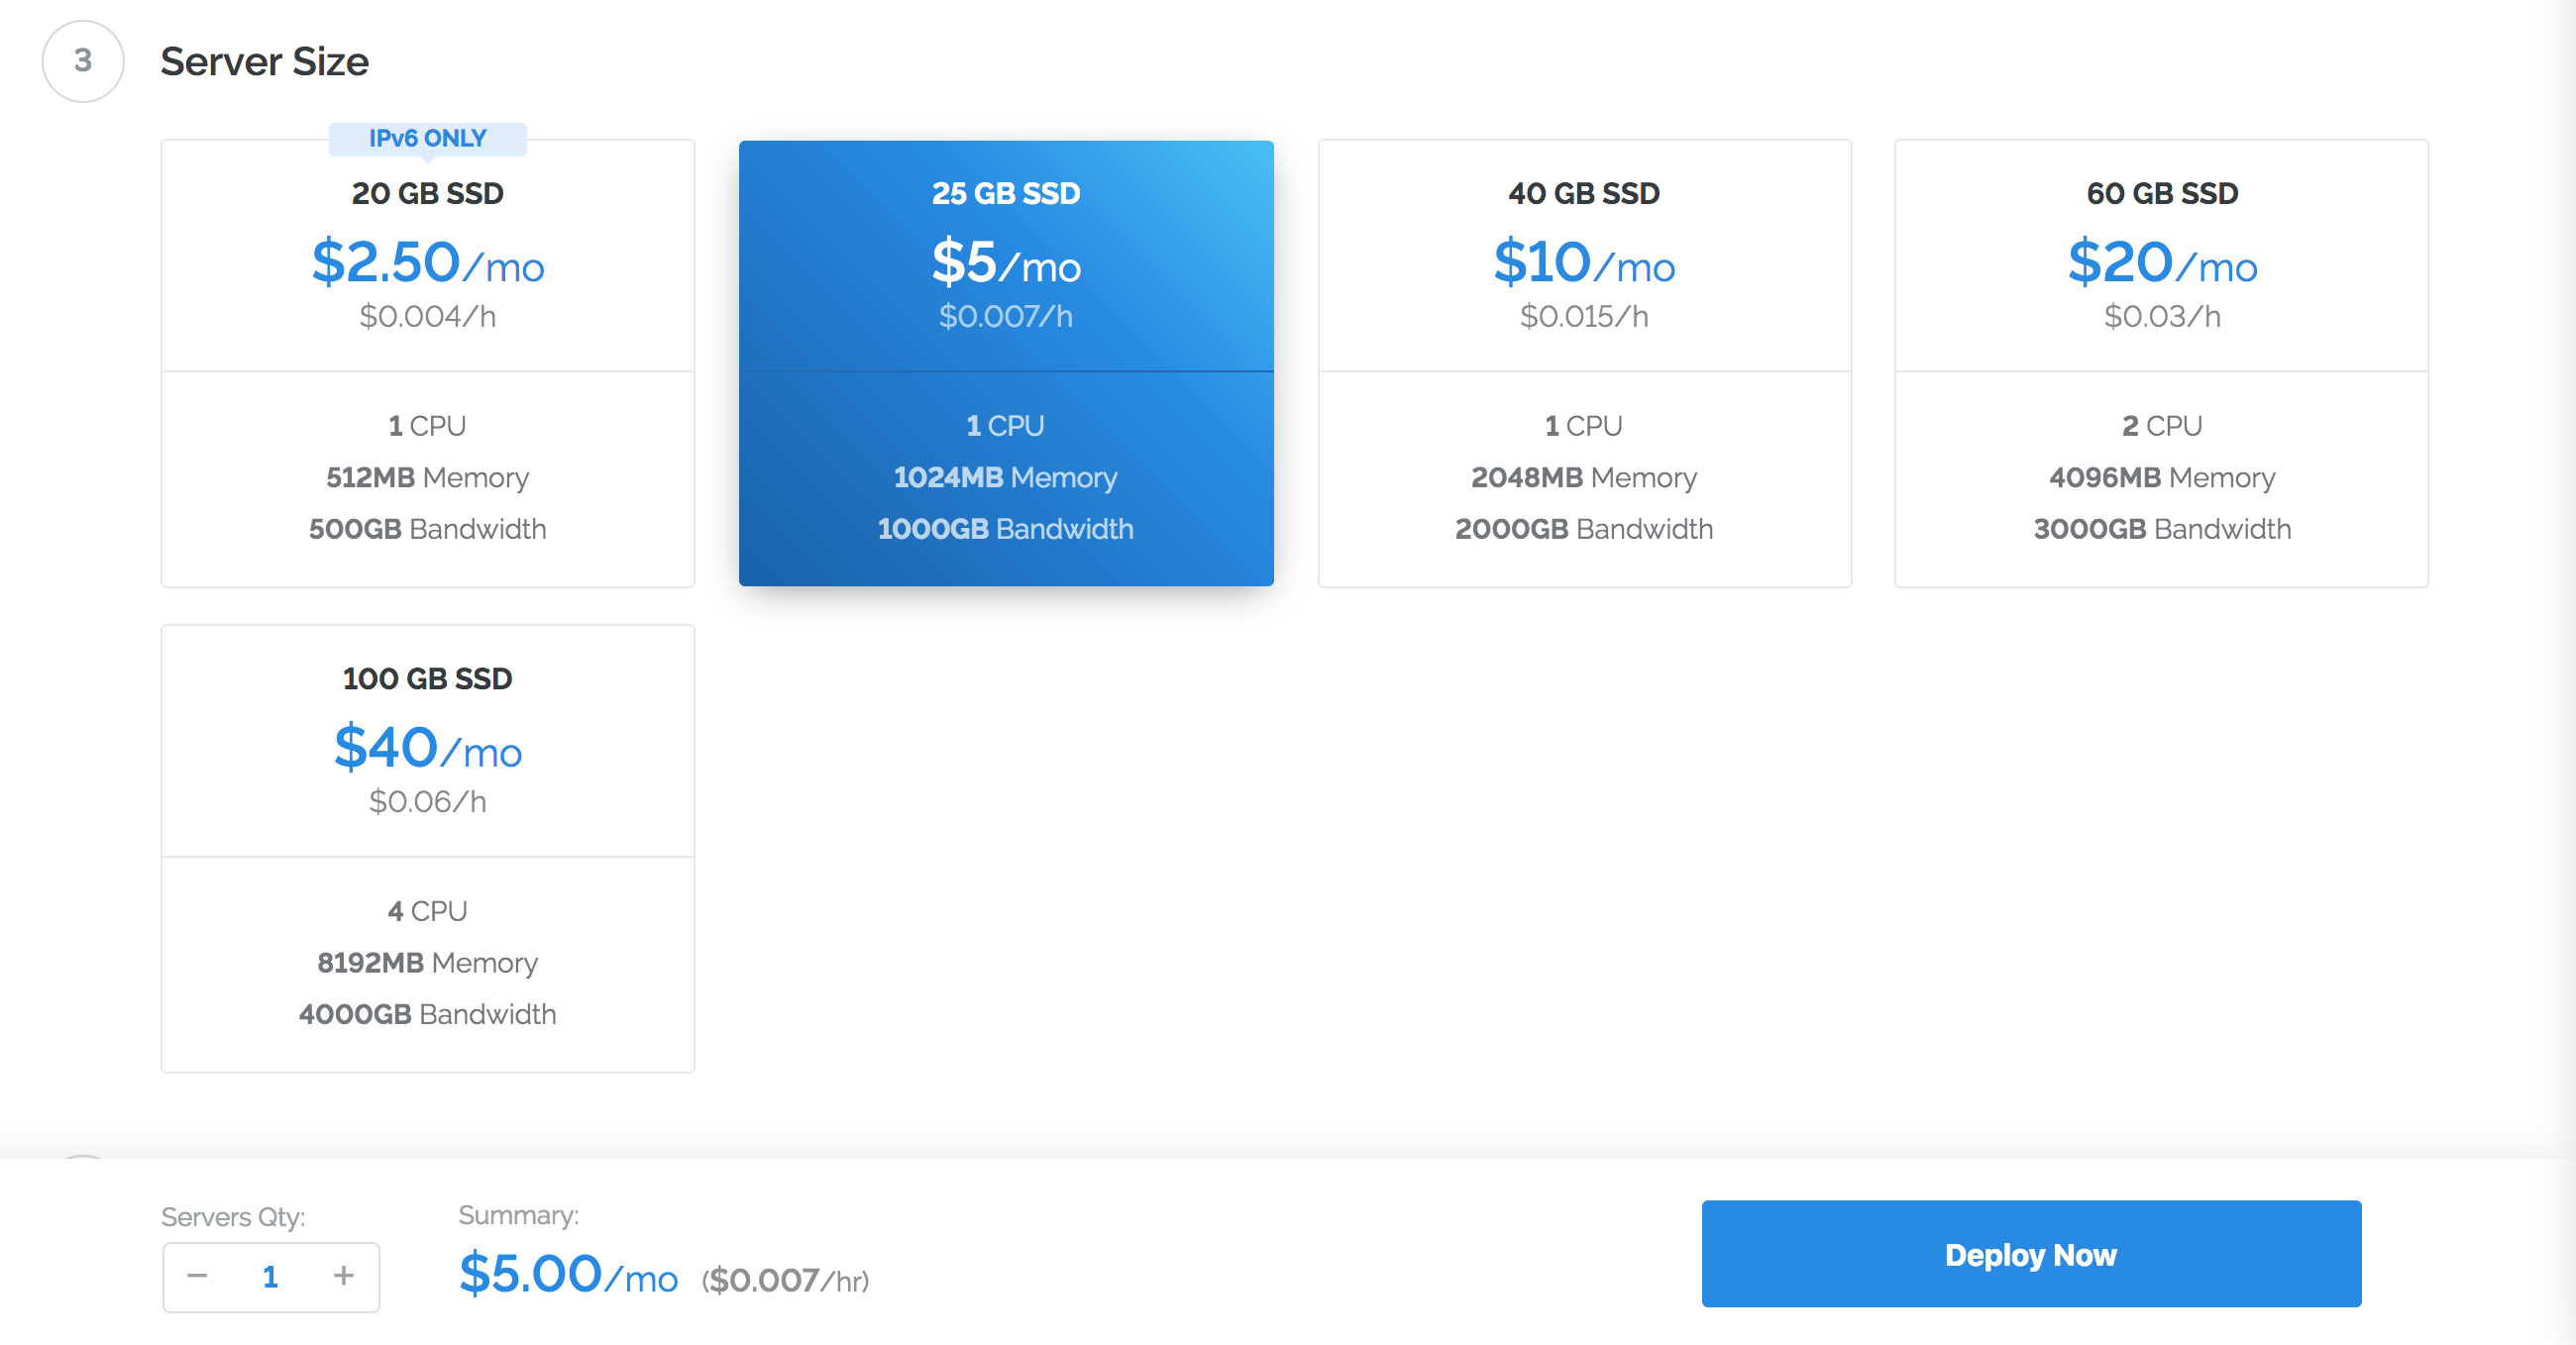 3
Server Size
IPv6 ONLY
20 GB SSD
$2.50/mo
$0.004/h
1 CPU
512MB Memory
500GB Bandwidth
25 GB SSD
$5/mo
$0.007/h
1 CPU
1024MB Memory
1000GB Bandwidth
40 GB SSD
$10/mo
$0.015/h
1 CPU
2048MB Memory
2000GB Bandwidth
60 GB SSD
$20/mo
$0.03/h
2 CPU
4096MB Memory
3000GB Bandwidth
100 GB SSD
$40/mo
$0.06/h
4 CPU
8192MB Memory
4000GB Bandwidth
Servers Qty:
− 1 +
Summary:
$5.00/mo ($0.007/hr)
Deploy Now